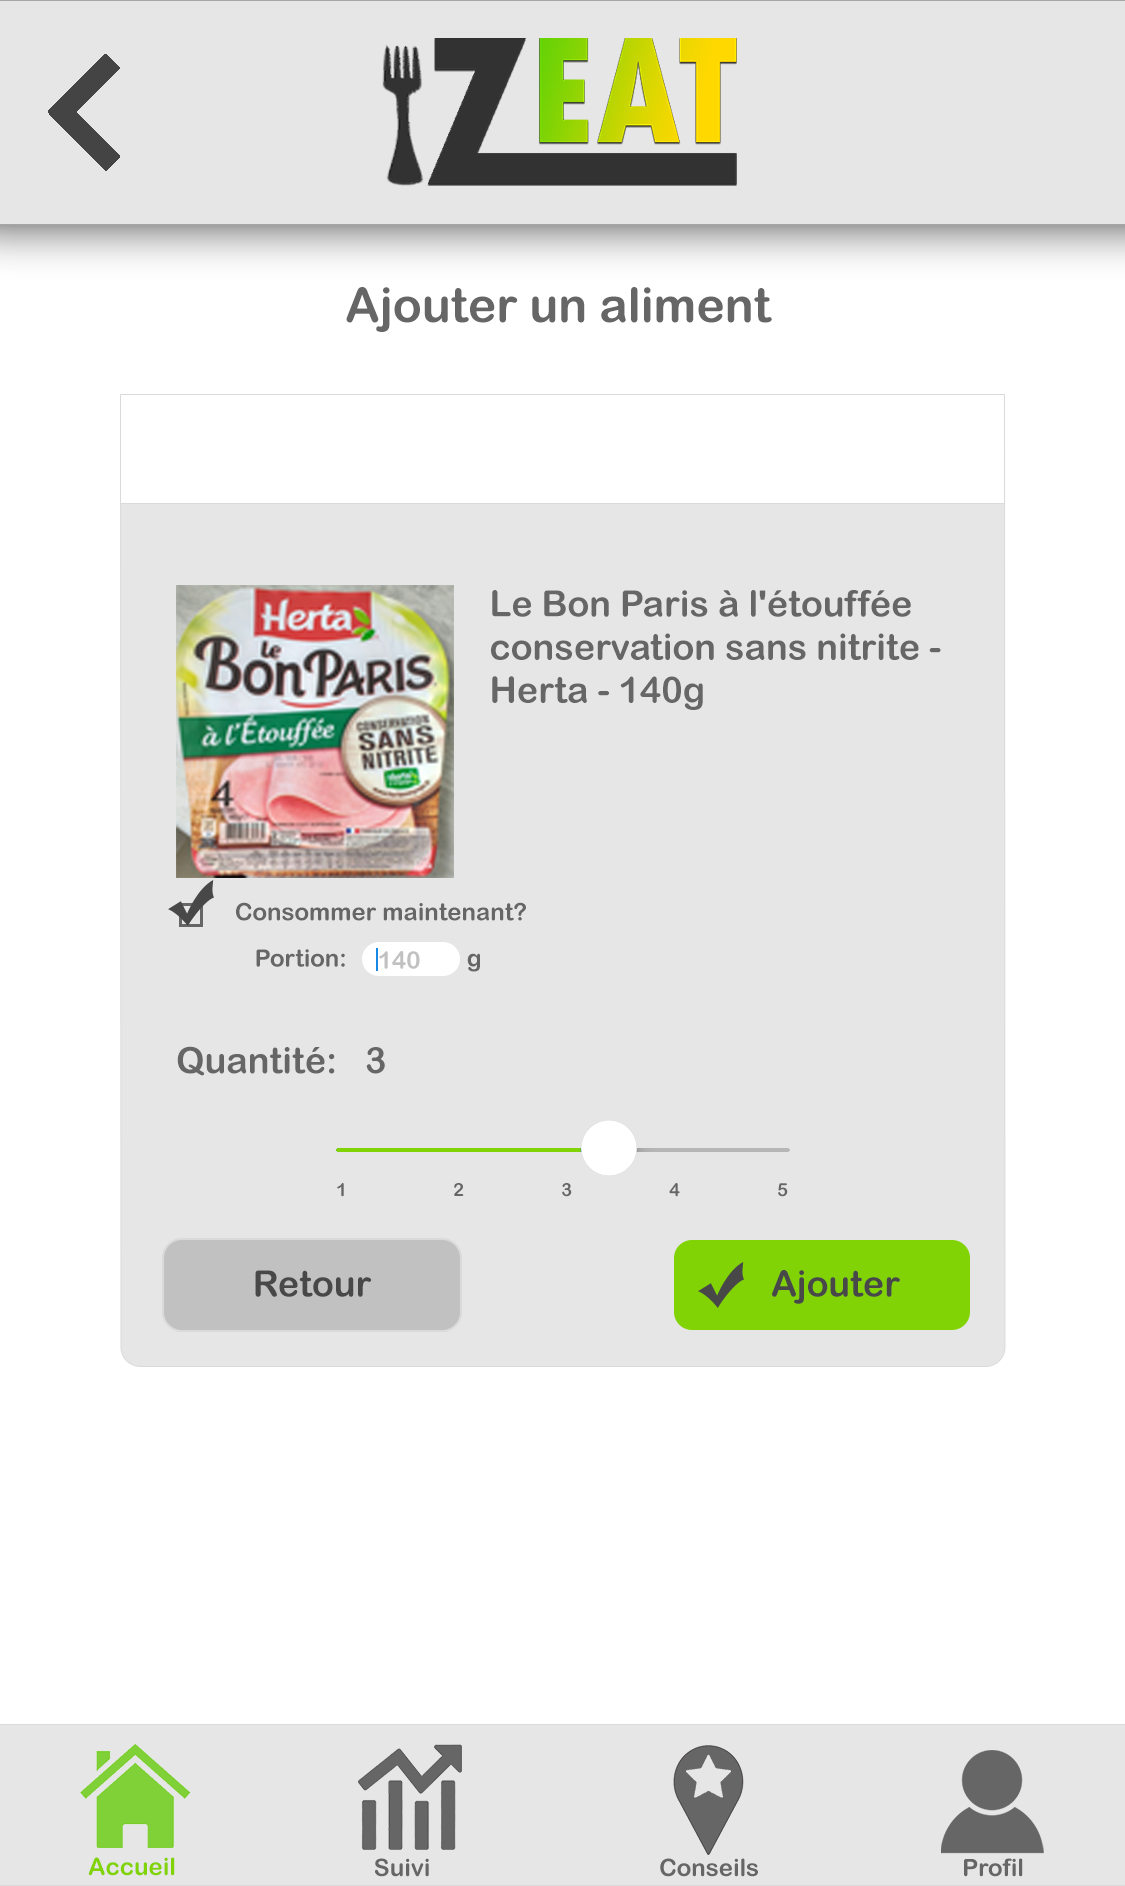 ZEAT
Ajouter un aliment
Herta
le
Bon PARIS
à l'Étouffée
CONSERVATION
SANS
NITRITE
Herta
4
Le Bon Paris à l'étouffée
conservation sans nitrite -
Herta - 140g
Consommer maintenant?
Portion: 140 g
Quantité: 3
1 2 3 4 5
Retour
Ajouter
Accueil
Suivi
Conseils
Profil